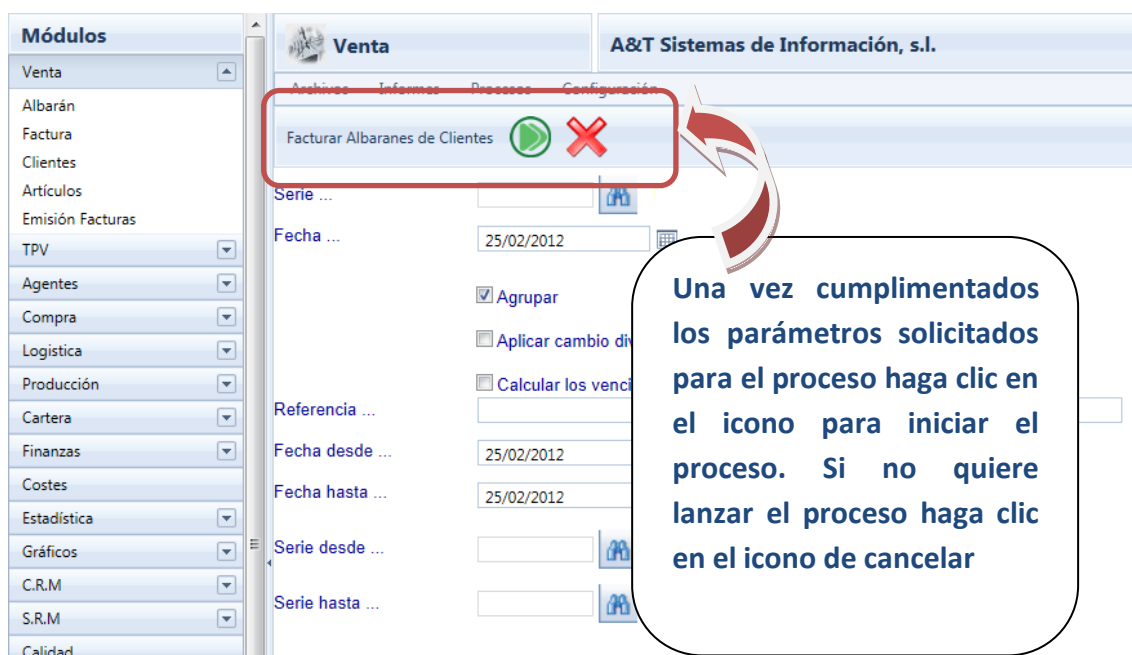 Módulos
Venta
Albarán
Factura
Clientes
Artículos
Emisión Facturas
TPV
Agentes
Compra
Logistica
Producción
Cartera
Finanzas
Costes
Estadística
Gráficos
C.R.M
S.R.M
Calidad
Venta
A&T Sistemas de Información, s.l.
Archivos Informes Procesos Configuración
Facturar Albaranes de Clientes
Serie ...
Fecha ... 25/02/2012
Agrupar
Aplicar cambio
Calcular los
Referencia ...
Fecha desde ... 25/02/2012
Fecha hasta ... 25/02/2012
Serie desde ...
Serie hasta ...
Una vez cumplimentados
los parámetros solicitados
para el proceso haga clic en
el icono para iniciar el
proceso. Si no quiere
lanzar el proceso haga clic
en el icono de cancelar